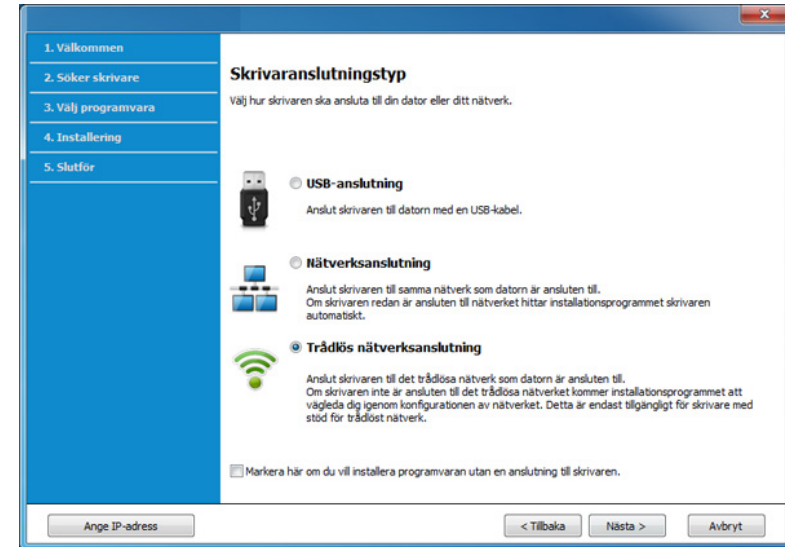 1. Välkommen
2. Söker skrivare
3. Välj programvara
4. Installering
5. Slutför
Skrivaranslutningstyp
Välj hur skrivaren ska ansluta till din dator eller ditt nätverk.
USB-anslutning
Anslut skrivaren till datorn med en USB-kabel.
Nätverksanslutning
Anslut skrivaren till samma nätverk som datorn är ansluten till.
Om skrivaren redan är ansluten till nätverket hittar installationsprogrammet skrivaren
automatiskt.
Trådlös nätverksanslutning
Anslut skrivaren till det trådlösa nätverk som datorn är ansluten till.
Om skrivaren inte är ansluten till det trådlösa nätverket kommer installationsprogrammet att
vägleda dig igenom konfigurationen av nätverket. Detta är endast tillgängligt för skrivare med
stöd för trådlöst nätverk.
Markera här om du vill installera programvaran utan en anslutning till skrivaren.
Ange IP-adress
< Tillbaka
Nästa >
Avbryt